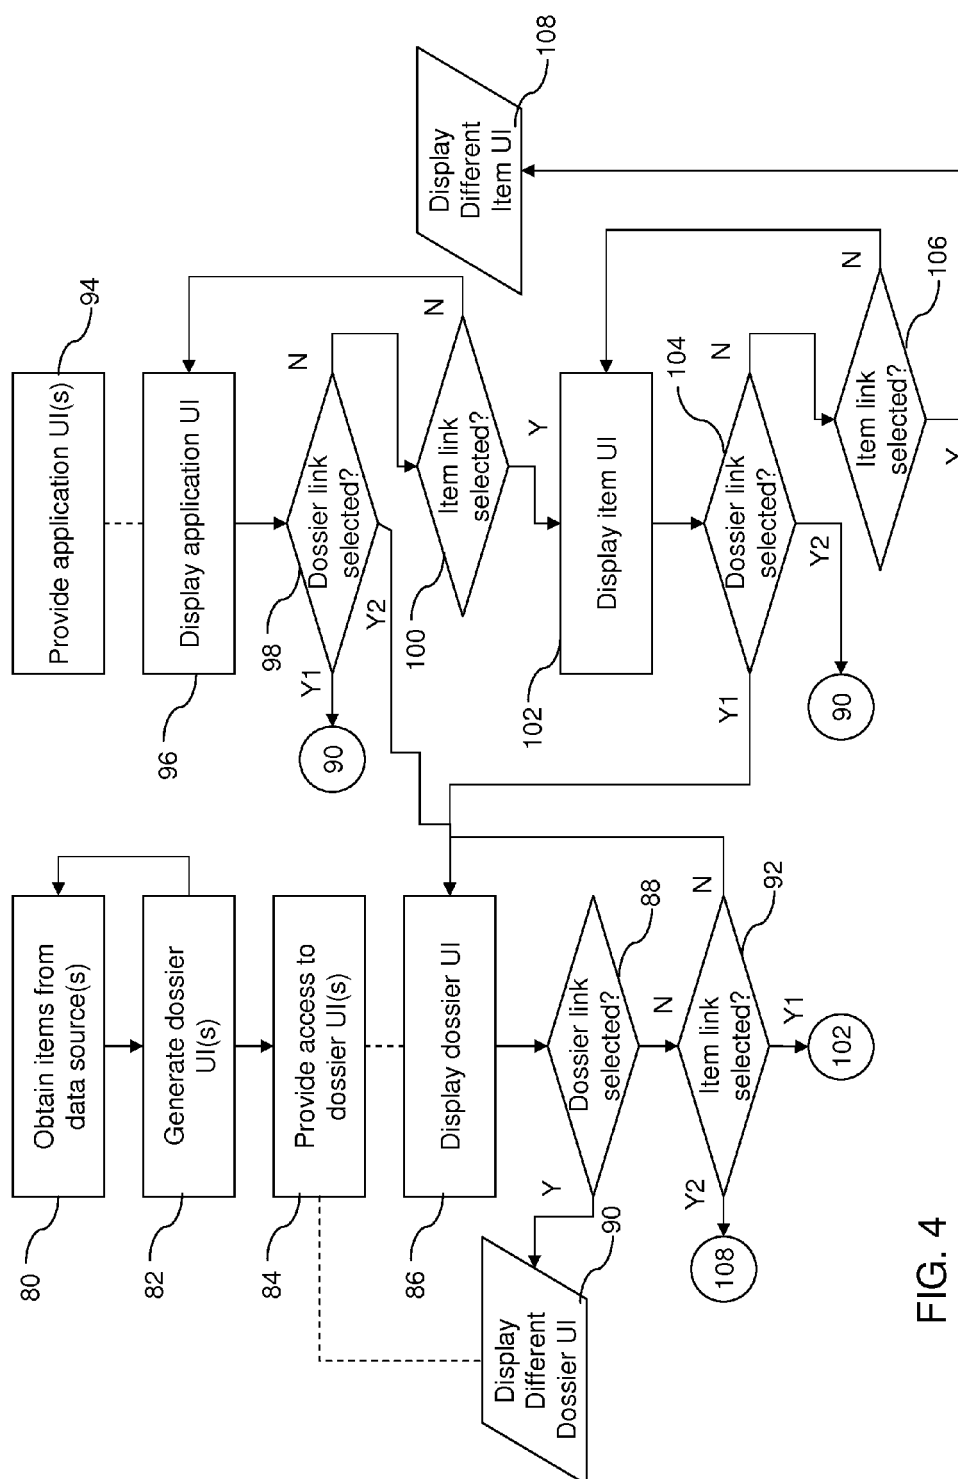 Obtain items from
data source(s)
80
Generate dossier
UI(s)
82
Provide access to
dossier UI(s)
84
Display dossier UI
86
Dossier link
selected?
88
Y
N
Display
Different
Dossier UI
90
Item link
selected?
92
N
Y1
Y2
102
108
Provide application UI(s)
94
Display application UI
96
Dossier link
selected?
98
Y1
Y2
N
90
Item link
selected?
100
N
Y
Display item UI
102
Dossier link
selected?
104
Y1
Y2
N
90
Item link
selected?
106
N
Y
Display
Different
Item UI
108
FIG. 4